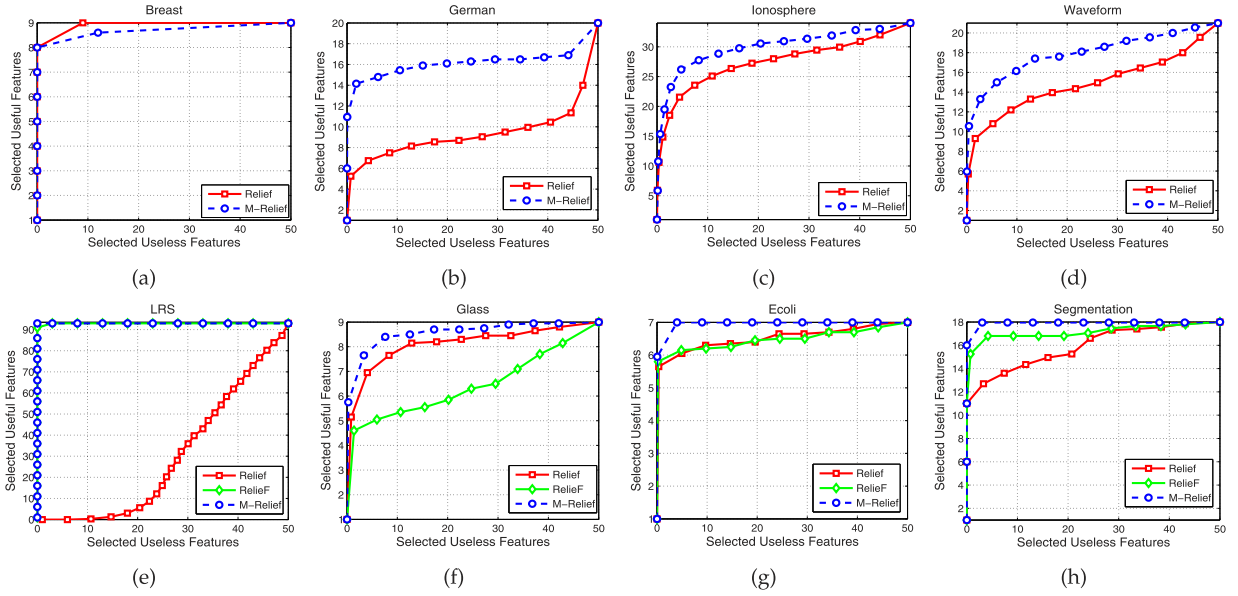 Breast
9
8
7
6
5
4
3
2
1
Selected Useful Features
0 10 20 30 40 50
Selected Useless Features
Relief
M-Relief
(a)
German
20
18
16
14
12
10
8
6
4
2
Selected Useful Features
0 10 20 30 40 50
Selected Useless Features
Relief
M-Relief
(b)
Ionosphere
30
25
20
15
10
5
Selected Useful Features
0 10 20 30 40 50
Selected Useless Features
Relief
M-Relief
(c)
Waveform
20
18
16
14
12
10
8
6
4
2
Selected Useful Features
0 10 20 30 40 50
Selected Useless Features
Relief
M-Relief
(d)
LRS
90
80
70
60
50
40
30
20
10
0
Selected Useful Features
0 10 20 30 40 50
Selected Useless Features
Relief
RelieF
M-Relief
(e)
Glass
9
8
7
6
5
4
3
2
1
Selected Useful Features
0 10 20 30 40 50
Selected Useless Features
Relief
RelieF
M-Relief
(f)
Ecoli
7
6
5
4
3
2
1
Selected Useful Features
0 10 20 30 40 50
Selected Useless Features
Relief
RelieF
M-Relief
(g)
Segmentation
18
16
14
12
10
8
6
4
2
Selected Useful Features
0 10 20 30 40 50
Selected Useless Features
Relief
RelieF
M-Relief
(h)